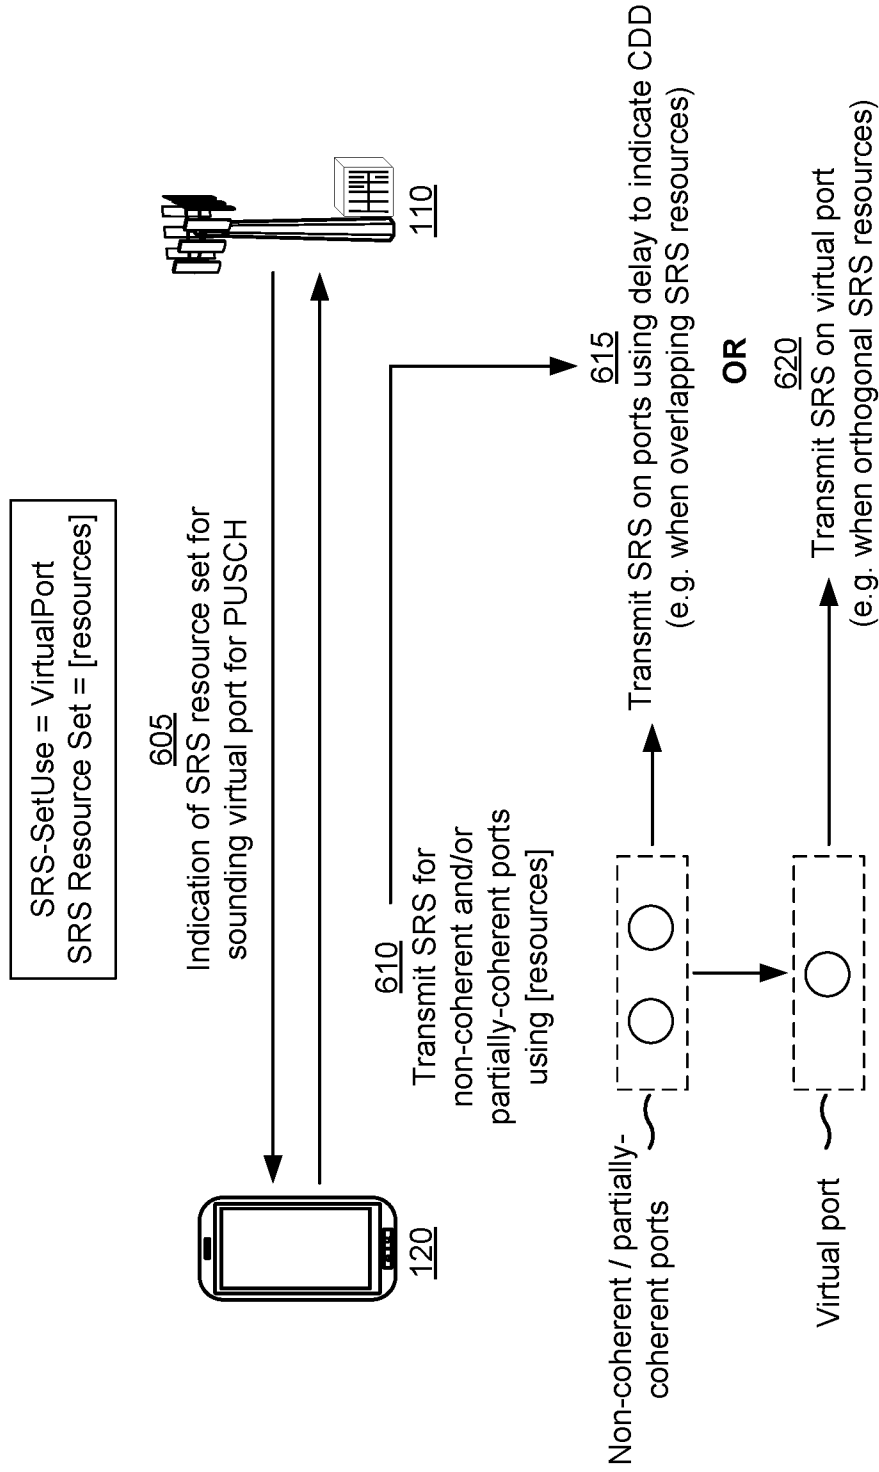 SRS-SetUse = VirtualPort
SRS Resource Set = [resources]
605
Indication of SRS resource set for
sounding virtual port for PUSCH
120
110
610
Transmit SRS for
non-coherent and/or
partially-coherent ports
using [resources]
Non-coherent / partially-
coherent ports
615
Transmit SRS on ports using delay to indicate CDD
(e.g. when overlapping SRS resources)
OR
620
Transmit SRS on virtual port
(e.g. when orthogonal SRS resources)
Virtual port